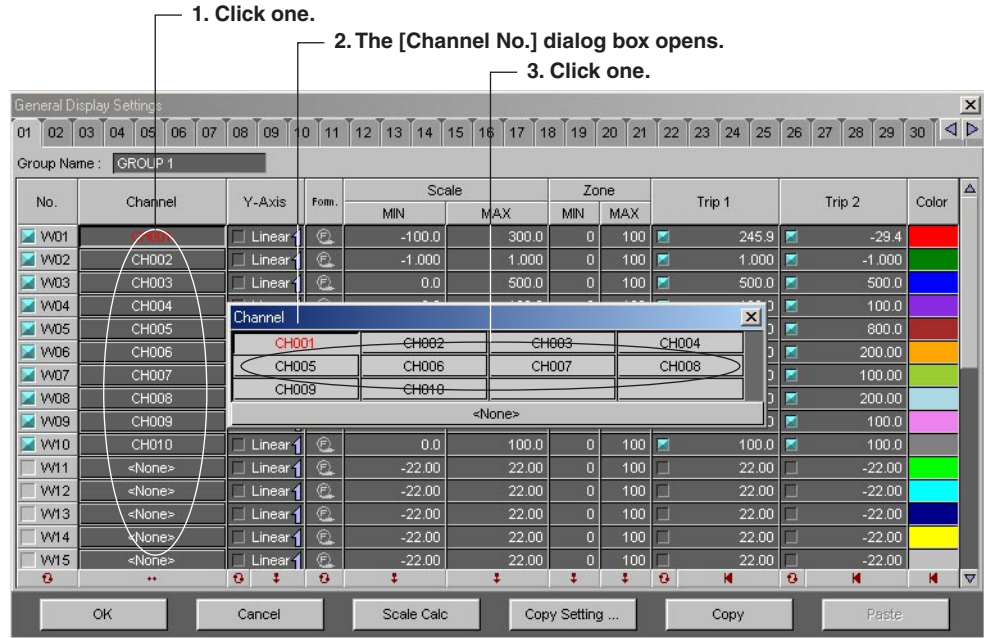 1. Click one.
2. The [Channel No.] dialog box opens.
3. Click one.
General Display Settings
01 02 03 04 05 06 07 08 09 10 11 12 13 14 15 16 17 18 19 20 21 22 23 24 25 26 27 28 29 30
Group Name : GROUP 1
No. Channel Y-Axis Form. Scale Zone Trip 1 Trip 2 Color
MIN MAX MIN MAX
W01 CH001 Linear F -100.0 300.0 0 100 245.9 -29.4
W02 CH002 Linear F -1.000 1.000 0 100 1.000 -1.000
W03 CH003 Linear F 0.0 500.0 0 100 500.0 500.0
W04 CH004 100.0
W05 CH005 800.0
W06 CH006 200.00
W07 CH007 100.00
W08 CH008 200.00
W09 CH009 100.0
Channel
CH001 CH002 CH003 CH004
CH005 CH006 CH007 CH008
CH009 CH010
<None>
W10 CH010 Linear F 0.0 100.0 0 100 100.0 100.0
W11 <None> Linear F -22.00 22.00 0 100 22.00 -22.00
W12 <None> Linear F -22.00 22.00 0 100 22.00 -22.00
W13 <None> Linear F -22.00 22.00 0 100 22.00 -22.00
W14 <None> Linear F -22.00 22.00 0 100 22.00 -22.00
W15 <None> Linear F -22.00 22.00 0 100 22.00 -22.00
OK Cancel Scale Calc Copy Setting ... Copy Paste